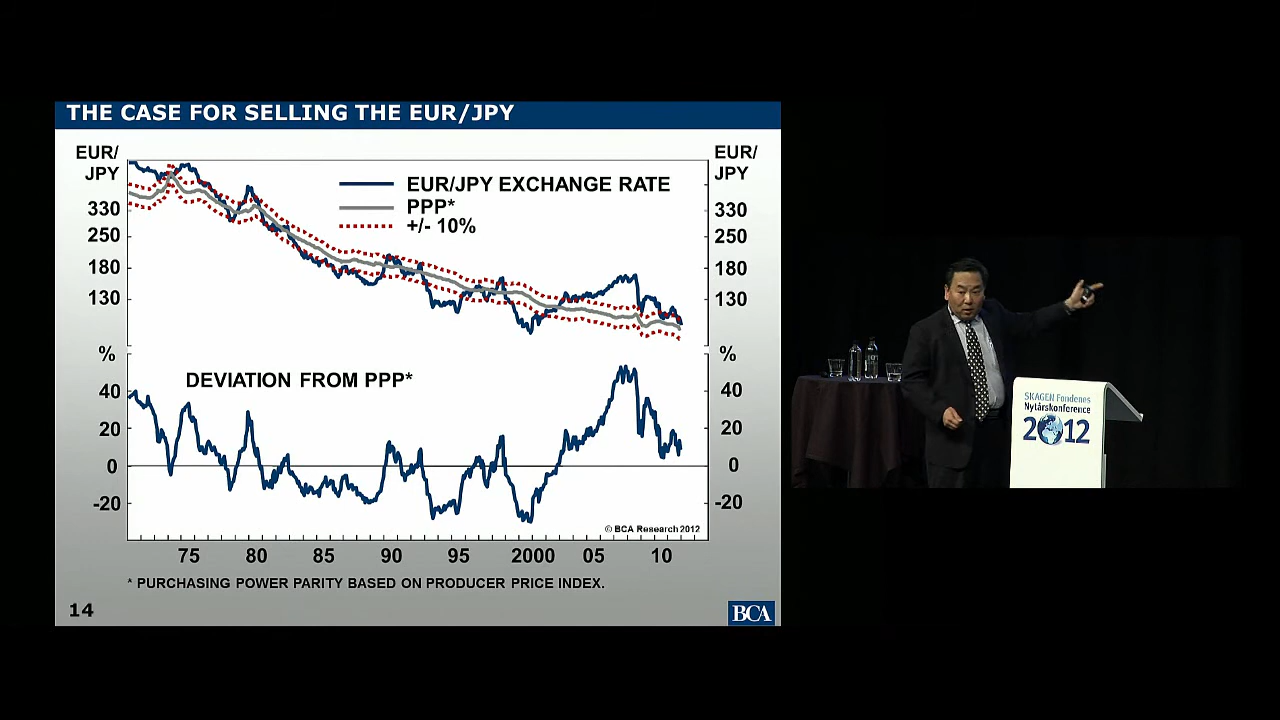 THE CASE FOR SELLING THE EUR/JPY
EUR/
JPY
EUR/
JPY
EUR/JPY EXCHANGE RATE
PPP*
+/- 10%
330
250
180
130
330
250
180
130
%
%
DEVIATION FROM PPP*
40
20
0
-20
40
20
0
-20
© BCA Research 2012
75 80 85 90 95 2000 05 10
* PURCHASING POWER PARITY BASED ON PRODUCER PRICE INDEX.
14
BCA
SKAGEN Fondenes
Nytårskonference
2012